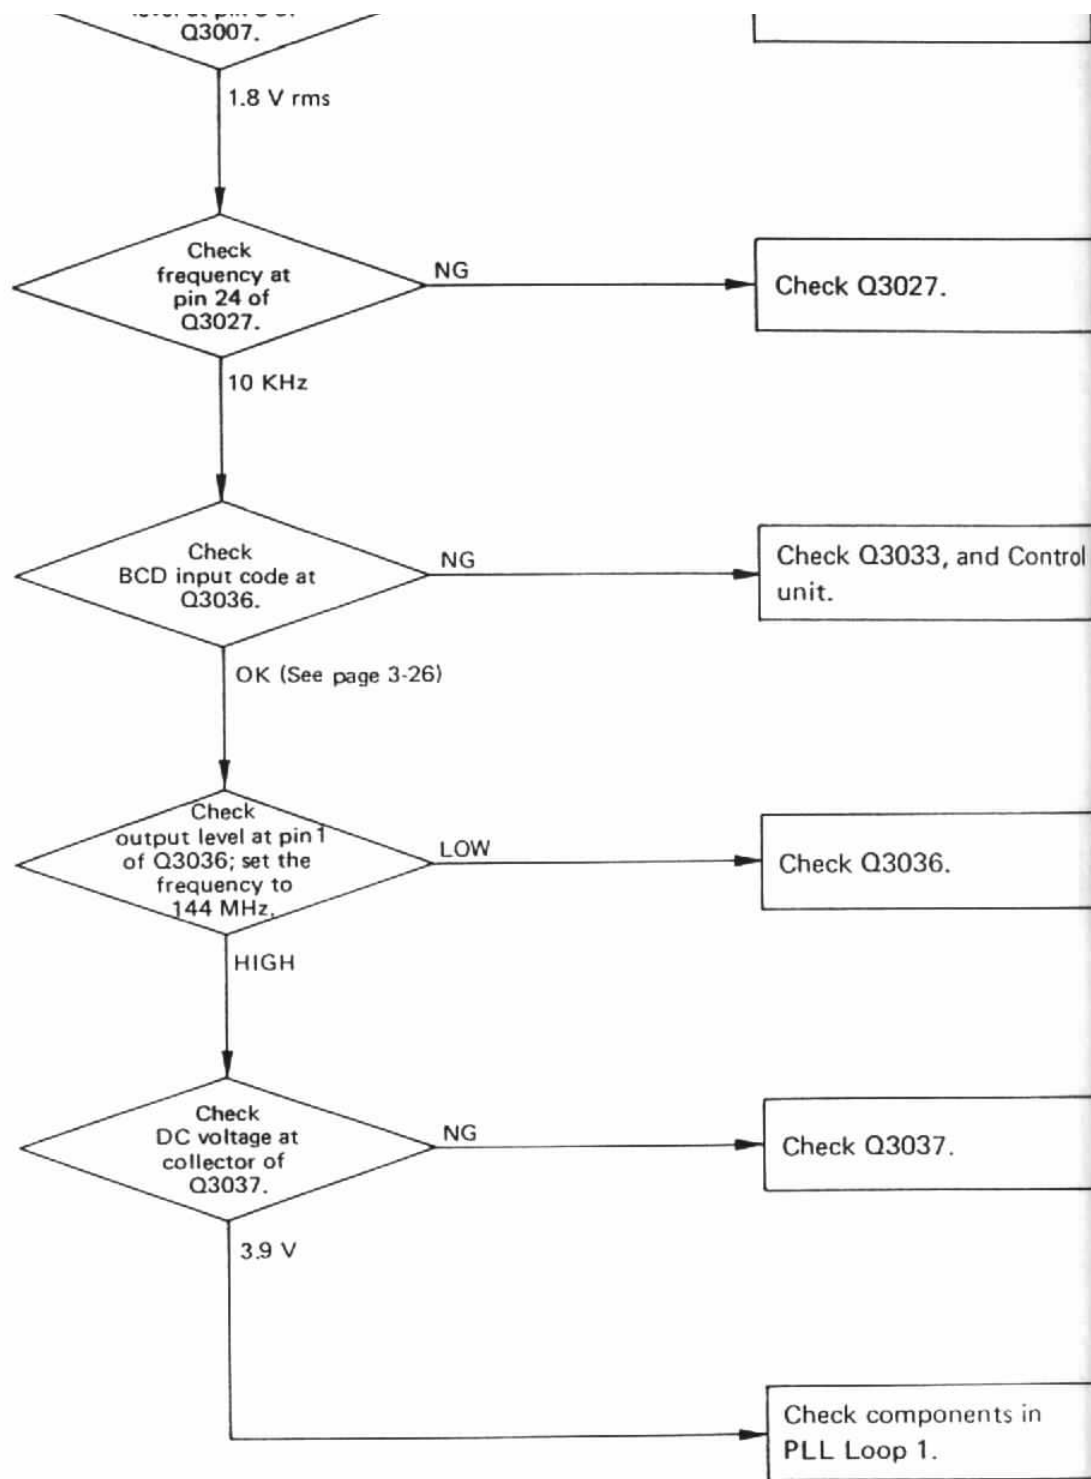 Q3007.
1.8 V rms
Check
frequency at
pin 24 of
Q3027.
NG
Check Q3027.
10 KHz
Check
BCD input code at
Q3036.
NG
Check Q3033, and Control
unit.
OK (See page 3-26)
Check
output level at pin 1
of Q3036; set the
frequency to
144 MHz.
LOW
Check Q3036.
HIGH
Check
DC voltage at
collector of
Q3037.
NG
Check Q3037.
3.9 V
Check components in
PLL Loop 1.